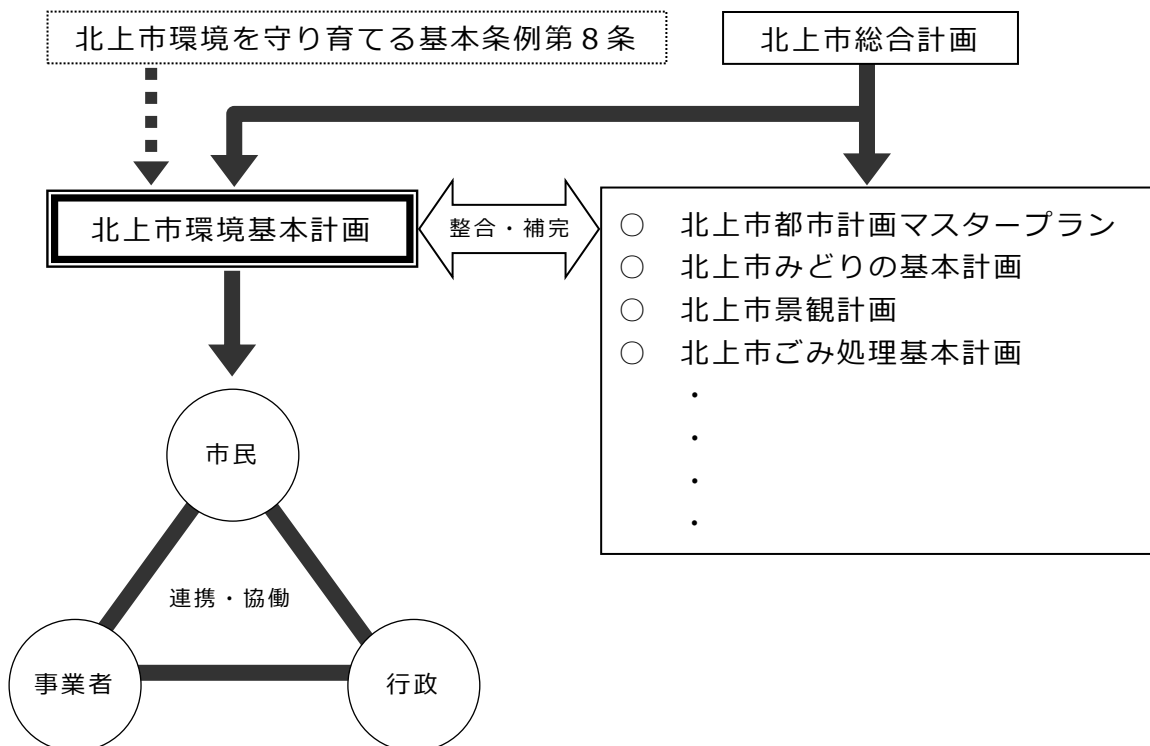 北上市環境を守り育てる基本条例第８条
北上市総合計画
北上市環境基本計画
整合・補完
○ 北上市都市計画マスタープラン
○ 北上市みどりの基本計画
○ 北上市景観計画
○ 北上市ごみ処理基本計画
・
・
・
・
市民
連携・協働
事業者
行政